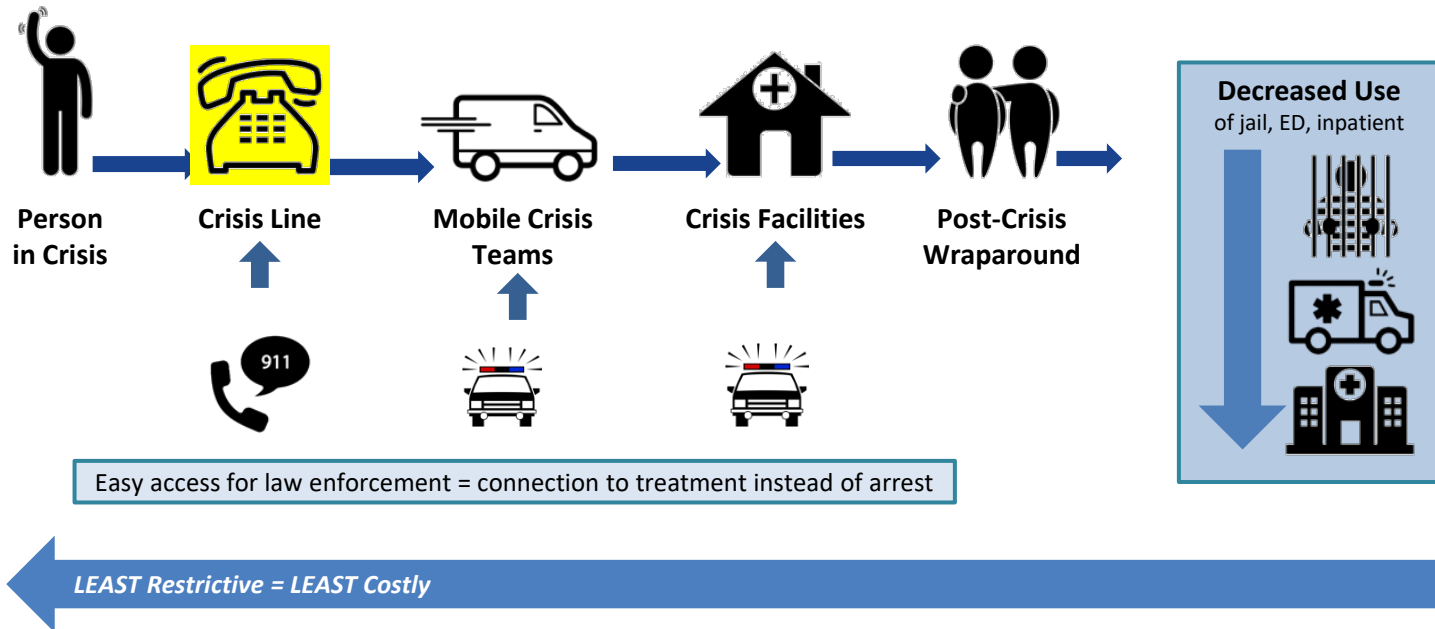 Person
in Crisis
Crisis Line
Mobile Crisis
Teams
Crisis Facilities
Post-Crisis
Wraparound
Decreased Use
of jail, ED, inpatient
911
Easy access for law enforcement = connection to treatment instead of arrest
LEAST Restrictive = LEAST Costly